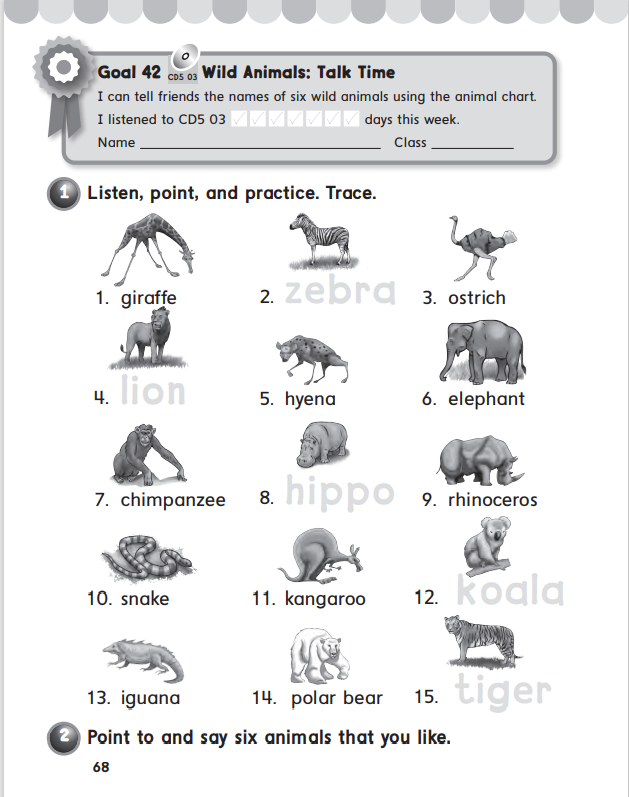 Goal 42 CD5 03 Wild Animals: Talk Time
I can tell friends the names of six wild animals using the animal chart.
I listened to CD5 03 days this week.
Name Class
1 Listen, point, and practice. Trace.
1. giraffe
2. zebra
3. ostrich
4. lion
5. hyena
6. elephant
7. chimpanzee
8. hippo
9. rhinoceros
10. snake
11. kangaroo
12. koala
13. iguana
14. polar bear
15. tiger
2 Point to and say six animals that you like.
68